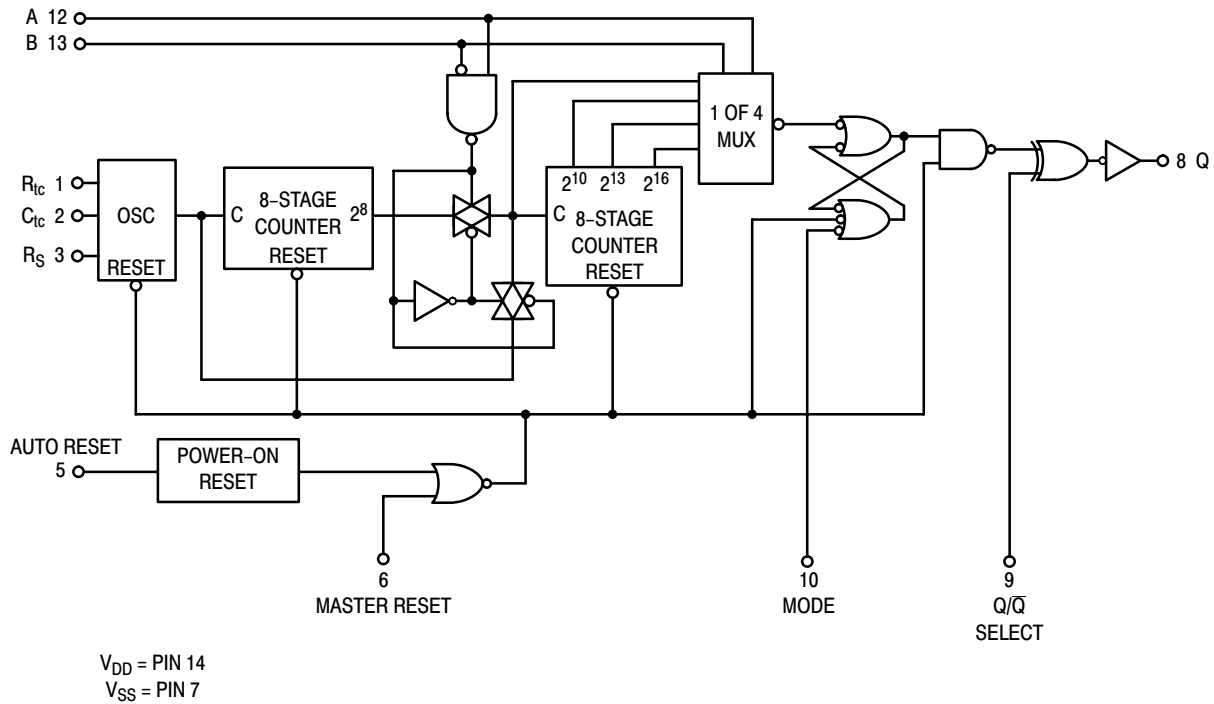 A 12
B 13
1 OF 4
MUX
R_tc 1
C_tc 2
R_S 3
OSC
RESET
C 8–STAGE 2^8
COUNTER
RESET
2^10 2^13 2^16
C 8–STAGE
COUNTER
RESET
8 Q
AUTO RESET
5
POWER–ON
RESET
6
MASTER RESET
10
MODE
9
Q/Q̅
SELECT
V_DD = PIN 14
V_SS = PIN 7